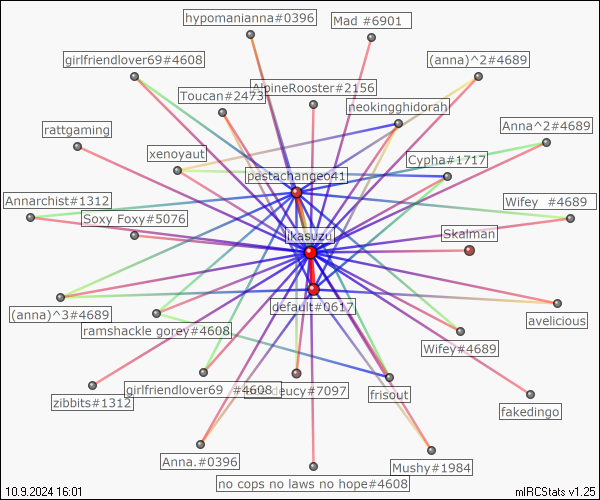 hypomanianna#0396
Mad #6901
girlfriendlover69#4608
(anna)^2#4689
AlpineRooster#2156
Toucan#2473
neokingghidorah
rattgaming
Anna^2#4689
xenoyaut
Cypha#1717
pastachange041
Annarchist#1312
Wifey #4689
Soxy Foxy#5076
ikasuzu
Skalman
default#0617
(anna)^3#4689
avelicious
ramshackle gorey#4608
Wifey#4689
girlfriendlover69 #4608
deucy#7097
frisout
zibbits#1312
fakedingo
Anna.#0396
Mushy#1984
no cops no laws no hope#4608
10.9.2024 16:01
mIRCStats v1.25